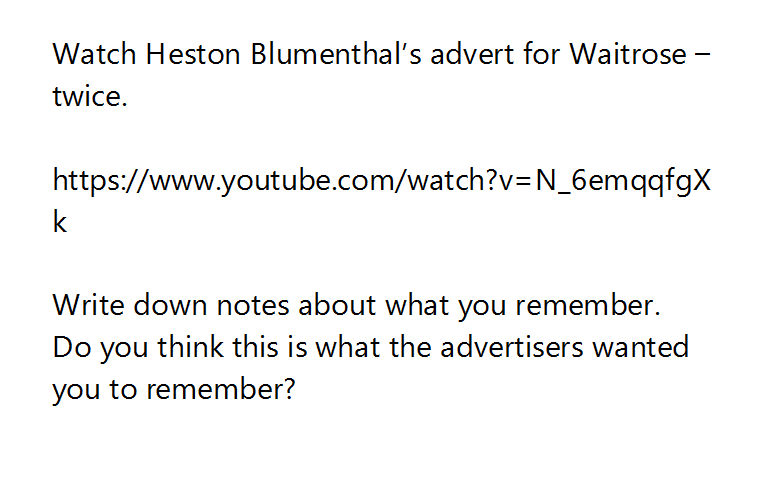 Watch Heston Blumenthal’s advert for Waitrose –
twice.
https://www.youtube.com/watch?v=N_6emqqfgX
k
Write down notes about what you remember.
Do you think this is what the advertisers wanted
you to remember?